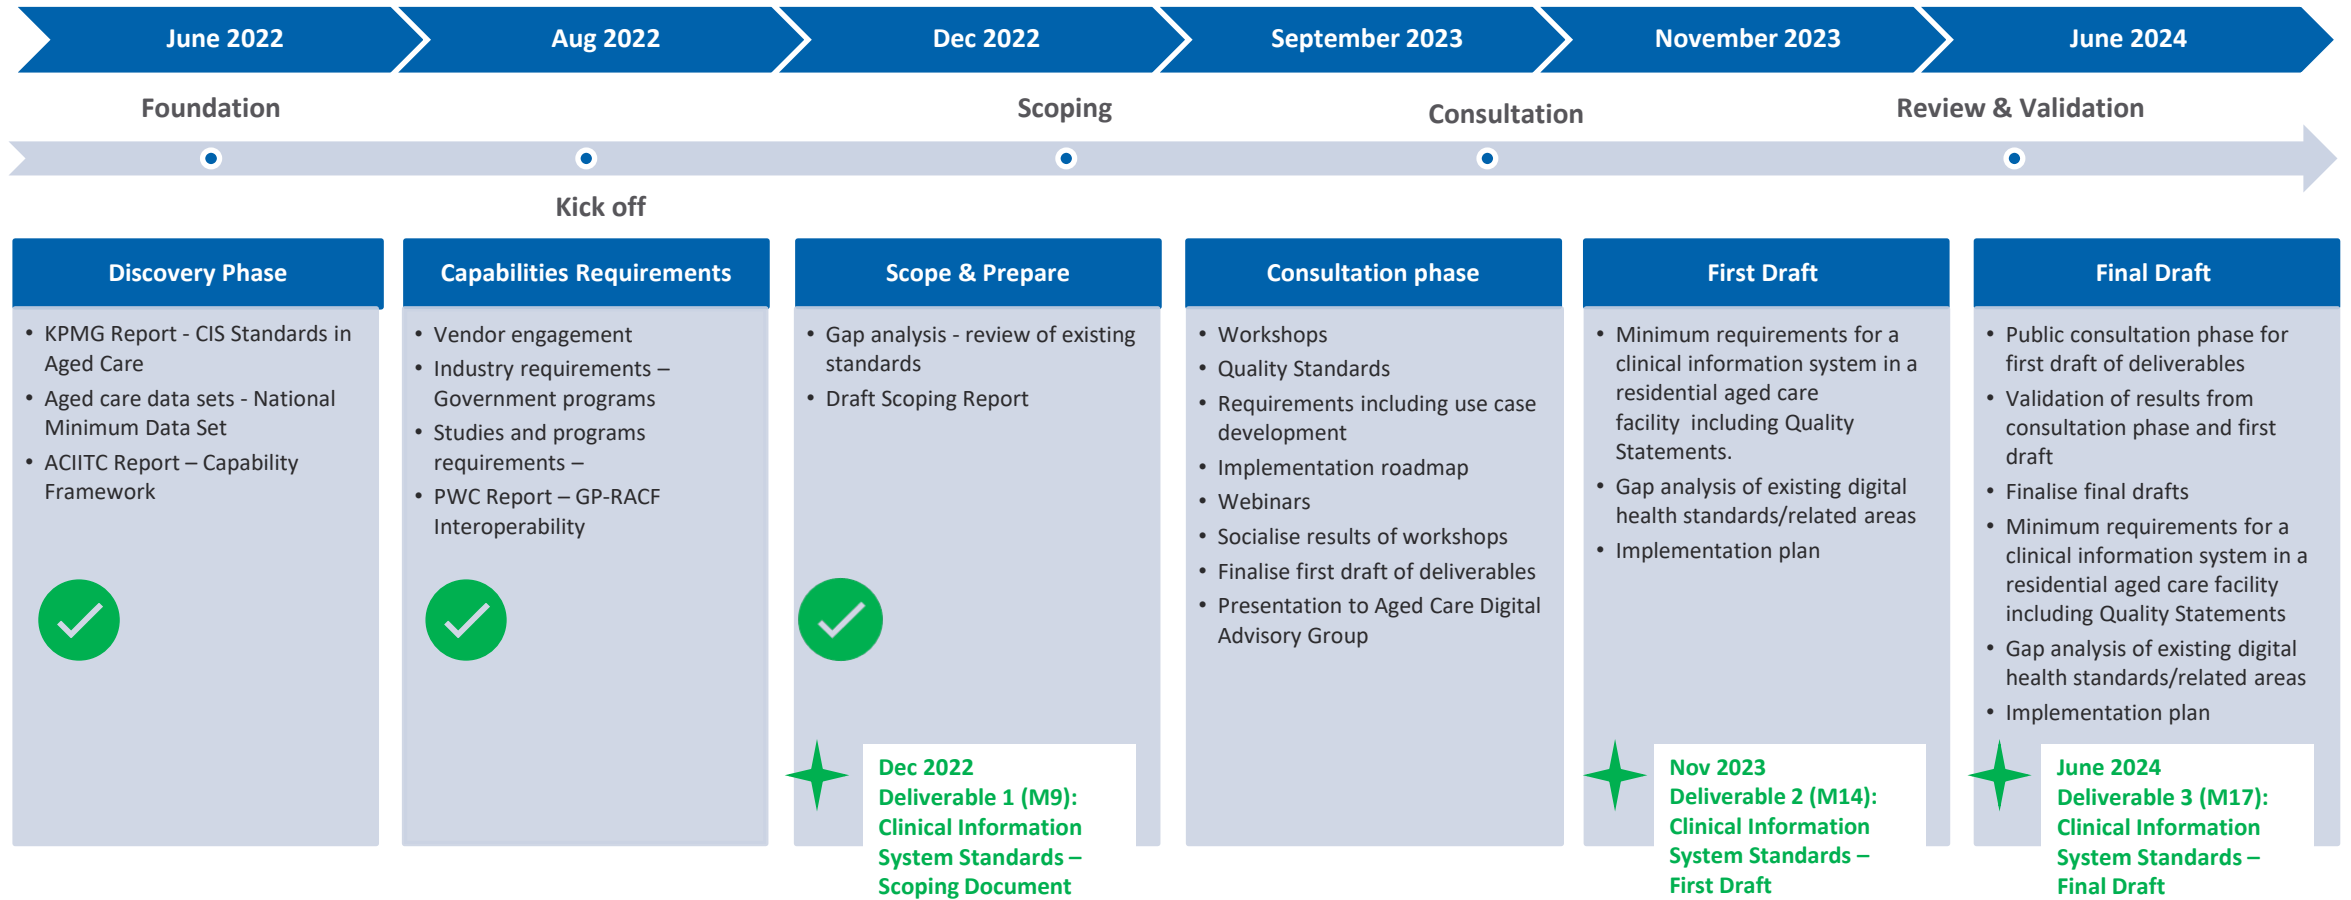 June 2022
Aug 2022
Dec 2022
September 2023
November 2023
June 2024
Foundation
Scoping
Consultation
Review & Validation
Kick off
Discovery Phase
• KPMG Report - CIS Standards in
Aged Care
• Aged care data sets - National
Minimum Data Set
• ACIITC Report – Capability
Framework
Capabilities Requirements
• Vendor engagement
• Industry requirements –
Government programs
• Studies and programs
requirements –
• PWC Report – GP-RACF
Interoperability
Scope & Prepare
• Gap analysis - review of existing
standards
• Draft Scoping Report
Dec 2022
Deliverable 1 (M9):
Clinical Information
System Standards –
Scoping Document
Consultation phase
• Workshops
• Quality Standards
• Requirements including use case
development
• Implementation roadmap
• Webinars
• Socialise results of workshops
• Finalise first draft of deliverables
• Presentation to Aged Care Digital
Advisory Group
First Draft
• Minimum requirements for a
clinical information system in a
residential aged care
facility including Quality
Statements.
• Gap analysis of existing digital
health standards/related areas
• Implementation plan
Nov 2023
Deliverable 2 (M14):
Clinical Information
System Standards –
First Draft
Final Draft
• Public consultation phase for
first draft of deliverables
• Validation of results from
consultation phase and first
draft
• Finalise final drafts
• Minimum requirements for a
clinical information system in a
residential aged care facility
including Quality Statements
• Gap analysis of existing digital
health standards/related areas
• Implementation plan
June 2024
Deliverable 3 (M17):
Clinical Information
System Standards –
Final Draft